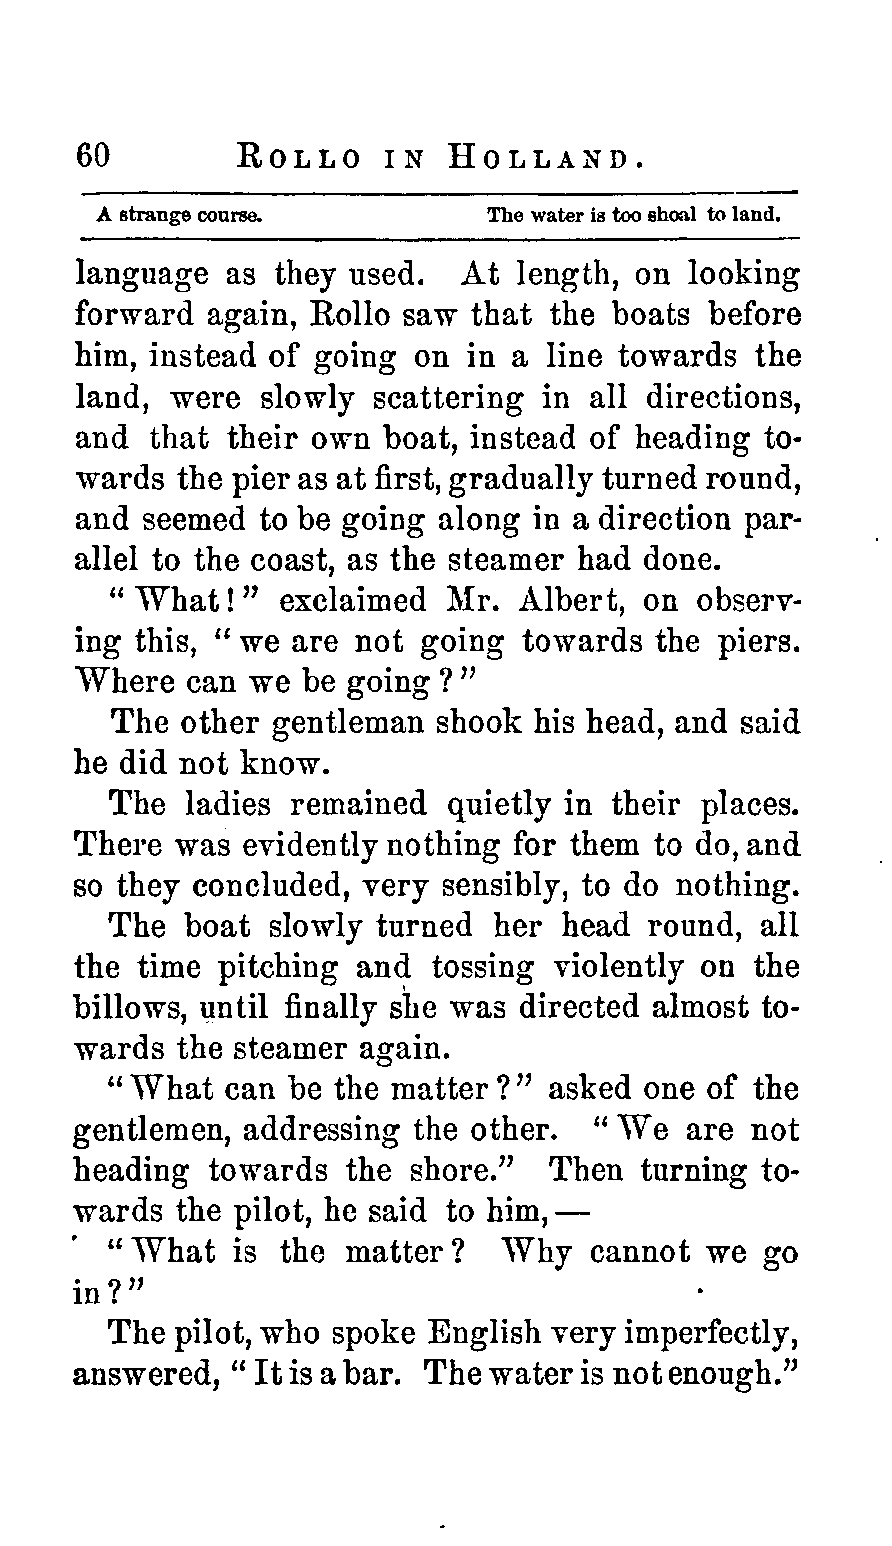 60 ROLLO IN HOLLAND.
A strange course. The water is too shoal to land.
language as they used. At length, on looking
forward again, Rollo saw that the boats before
him, instead of going on in a line towards the
land, were slowly scattering in all directions,
and that their own boat, instead of heading to-
wards the pier as at first, gradually turned round,
and seemed to be going along in a direction par-
allel to the coast, as the steamer had done.
“What!” exclaimed Mr. Albert, on observ-
ing this, “we are not going towards the piers.
Where can we be going?”
The other gentleman shook his head, and said
he did not know.
The ladies remained quietly in their places.
There was evidently nothing for them to do, and
so they concluded, very sensibly, to do nothing.
The boat slowly turned her head round, all
the time pitching and tossing violently on the
billows, until finally she was directed almost to-
wards the steamer again.
“What can be the matter?” asked one of the
gentlemen, addressing the other. “We are not
heading towards the shore.” Then turning to-
wards the pilot, he said to him,—
“What is the matter? Why cannot we go
in?”
The pilot, who spoke English very imperfectly,
answered, “It is a bar. The water is not enough.”